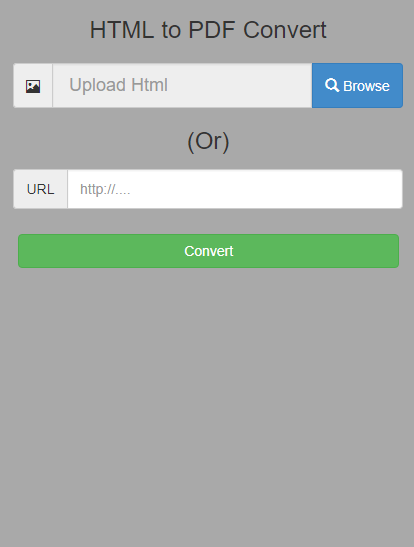 HTML to PDF Convert
Upload Html
Browse
(Or)
URL
http://....
Convert